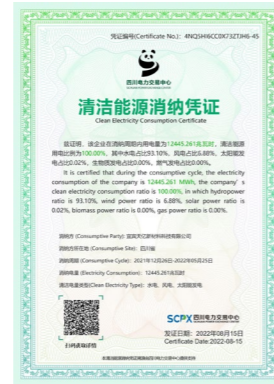 凭证编号(Certificate No.)：4NQ5HI6CC0X73ZTJH6-45
四川电力交易中心
清洁能源消纳凭证
Clean Electricity Consumption Certificate
兹证明，该企业在消纳周期内用电量为12445.261兆瓦时，清洁能源
用电比例为100.00%，其中水电占比93.10%、风电占比6.88%、太阳能发
电占比0.02%、生物质发电占比0.00%、燃气发电占比0.00%。
It is certified that during the consumptive cycle, the electricity
consumption of the company is 12445.261 MWh, the company's
clean electricity consumption ratio is 100.00%, in which hydropower
ratio is 93.10%, wind power ratio is 6.88%, solar power ratio is
0.02%, biomass power ratio is 0.00%, gas power ratio is 0.00%.
消纳方 (Consumptive Party)：宜宾天亿新材料科技有限公司
消纳方所在地 (Consumptive Site)：四川省
消纳周期 (Consumptive Cycle)：2021年12月26日-2022年05月25日
消纳电量 (Electricity Consumption)：12445.261兆瓦时
清洁电量类型(Clean Electricity Type)：水电、风电、太阳能发电
扫码查验详情
SCPX 四川电力交易中心
发证日期：2022年08月15日
Certificate Date:2022-08-15